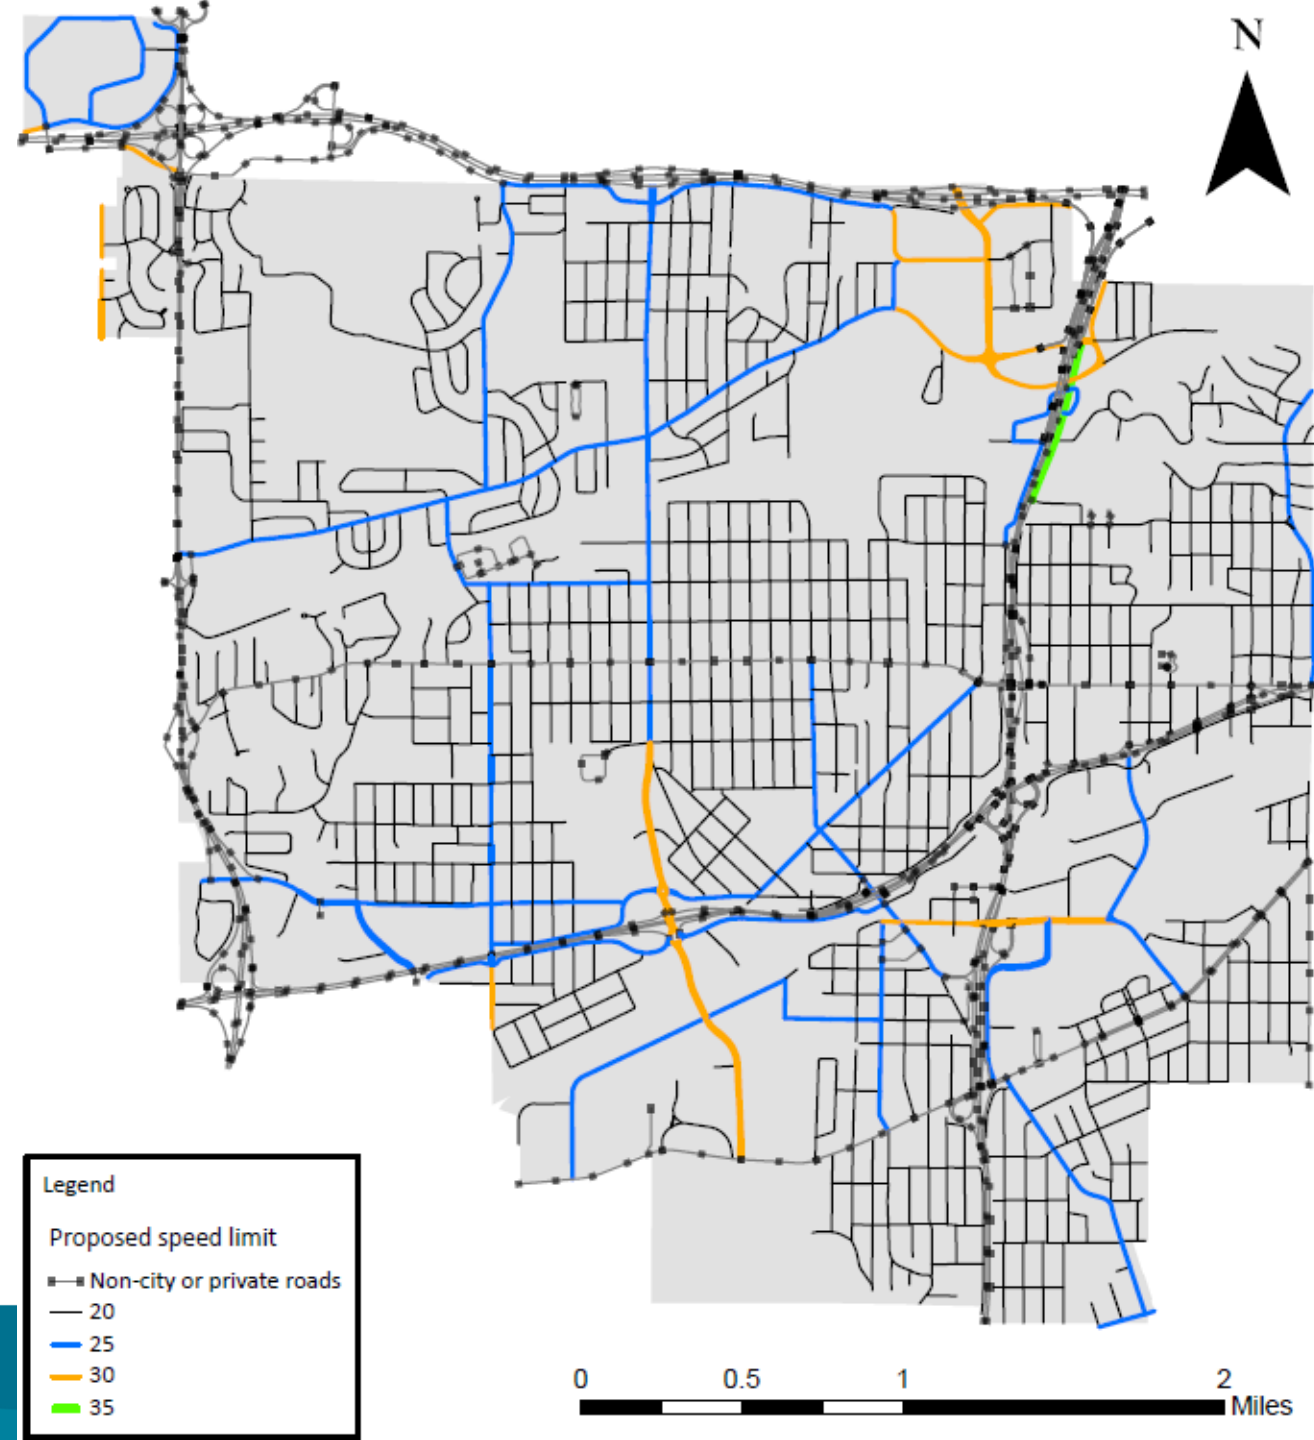 N
Legend
Proposed speed limit
Non-city or private roads
20
25
30
35
0 0.5 1 2
Miles